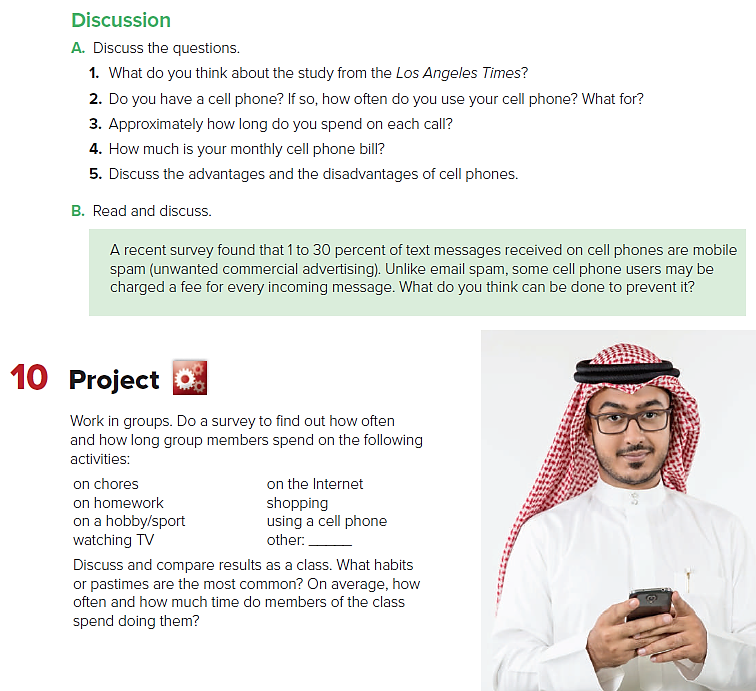 Discussion
A. Discuss the questions.
1. What do you think about the study from the Los Angeles Times?
2. Do you have a cell phone? If so, how often do you use your cell phone? What for?
3. Approximately how long do you spend on each call?
4. How much is your monthly cell phone bill?
5. Discuss the advantages and the disadvantages of cell phones.
B. Read and discuss.
A recent survey found that 1 to 30 percent of text messages received on cell phones are mobile
spam (unwanted commercial advertising). Unlike email spam, some cell phone users may be
charged a fee for every incoming message. What do you think can be done to prevent it?
10 Project
Work in groups. Do a survey to find out how often
and how long group members spend on the following
activities:
on chores
on homework
on a hobby/sport
watching TV
on the Internet
shopping
using a cell phone
other: _____
Discuss and compare results as a class. What habits
or pastimes are the most common? On average, how
often and how much time do members of the class
spend doing them?